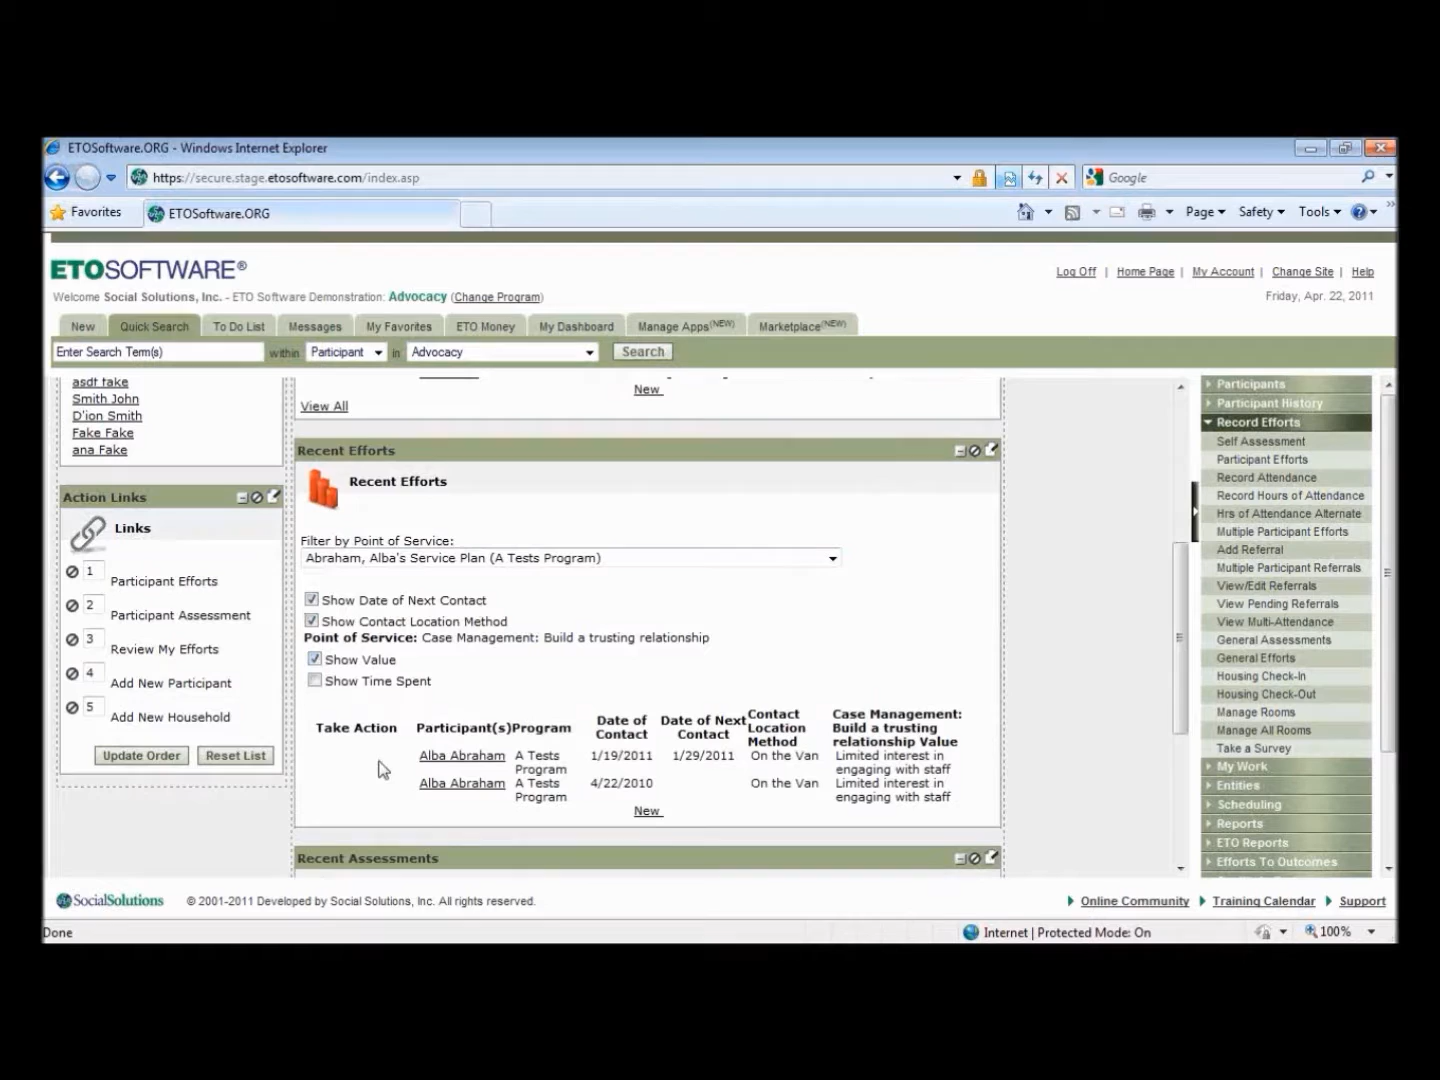 ETOSoftware.ORG - Windows Internet Explorer
https://secure.stage.etosoftware.com/index.asp
Google
Favorites
ETOSoftware.ORG
Page
Safety
Tools
ETOSOFTWARE®
Log Off | Home Page | My Account | Change Site | Help
Welcome Social Solutions, Inc. - ETO Software Demonstration: Advocacy (Change Program)
Friday, Apr. 22, 2011
New
Quick Search
To Do List
Messages
My Favorites
ETO Money
My Dashboard
Manage Apps(NEW)
Marketplace(NEW)
Enter Search Term(s) within Participant in Advocacy Search
asdf fake
Smith John
D'ion Smith
Fake Fake
ana Fake
Action Links
Links
1 Participant Efforts
2 Participant Assessment
3 Review My Efforts
4 Add New Participant
5 Add New Household
Update Order Reset List
New
View All
Recent Efforts
Recent Efforts
Filter by Point of Service:
Abraham, Alba's Service Plan (A Tests Program)
Show Date of Next Contact
Show Contact Location Method
Point of Service: Case Management: Build a trusting relationship
Show Value
Show Time Spent
Take Action Participant(s) Program Date of Contact Date of Next Contact Contact Location Method Case Management: Build a trusting relationship Value
Alba Abraham A Tests Program 1/19/2011 1/29/2011 On the Van Limited interest in engaging with staff
Alba Abraham A Tests Program 4/22/2010 On the Van Limited interest in engaging with staff
New
Recent Assessments
Participants
Participant History
Record Efforts
Self Assessment
Participant Efforts
Record Attendance
Record Hours of Attendance
Hrs of Attendance Alternate
Multiple Participant Efforts
Add Referral
Multiple Participant Referrals
View/Edit Referrals
View Pending Referrals
View Multi-Attendance
General Assessments
General Efforts
Housing Check-In
Housing Check-Out
Manage Rooms
Manage All Rooms
Take a Survey
My Work
Entities
Scheduling
Reports
ETO Reports
Efforts To Outcomes
SocialSolutions © 2001-2011 Developed by Social Solutions, Inc. All rights reserved.
Online Community Training Calendar Support
Done
Internet | Protected Mode: On
100%